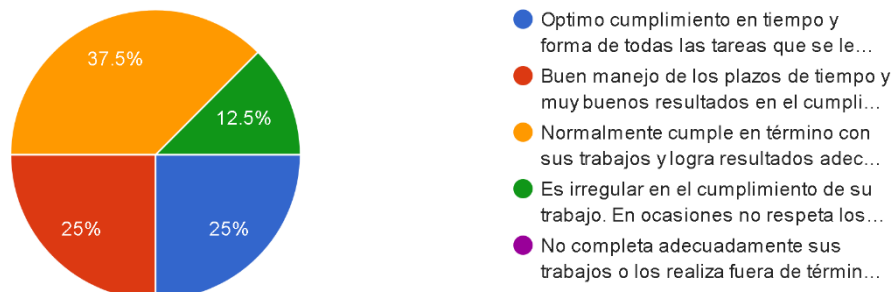 37.5%
12.5%
25%
25%
Optimo cumplimiento en tiempo y
forma de todas las tareas que se le...
Buen manejo de los plazos de tiempo y
muy buenos resultados en el cumpli...
Normalmente cumple en término con
sus trabajos y logra resultados adec...
Es irregular en el cumplimiento de su
trabajo. En ocasiones no respeta los...
No completa adecuadamente sus
trabajos o los realiza fuera de términ...